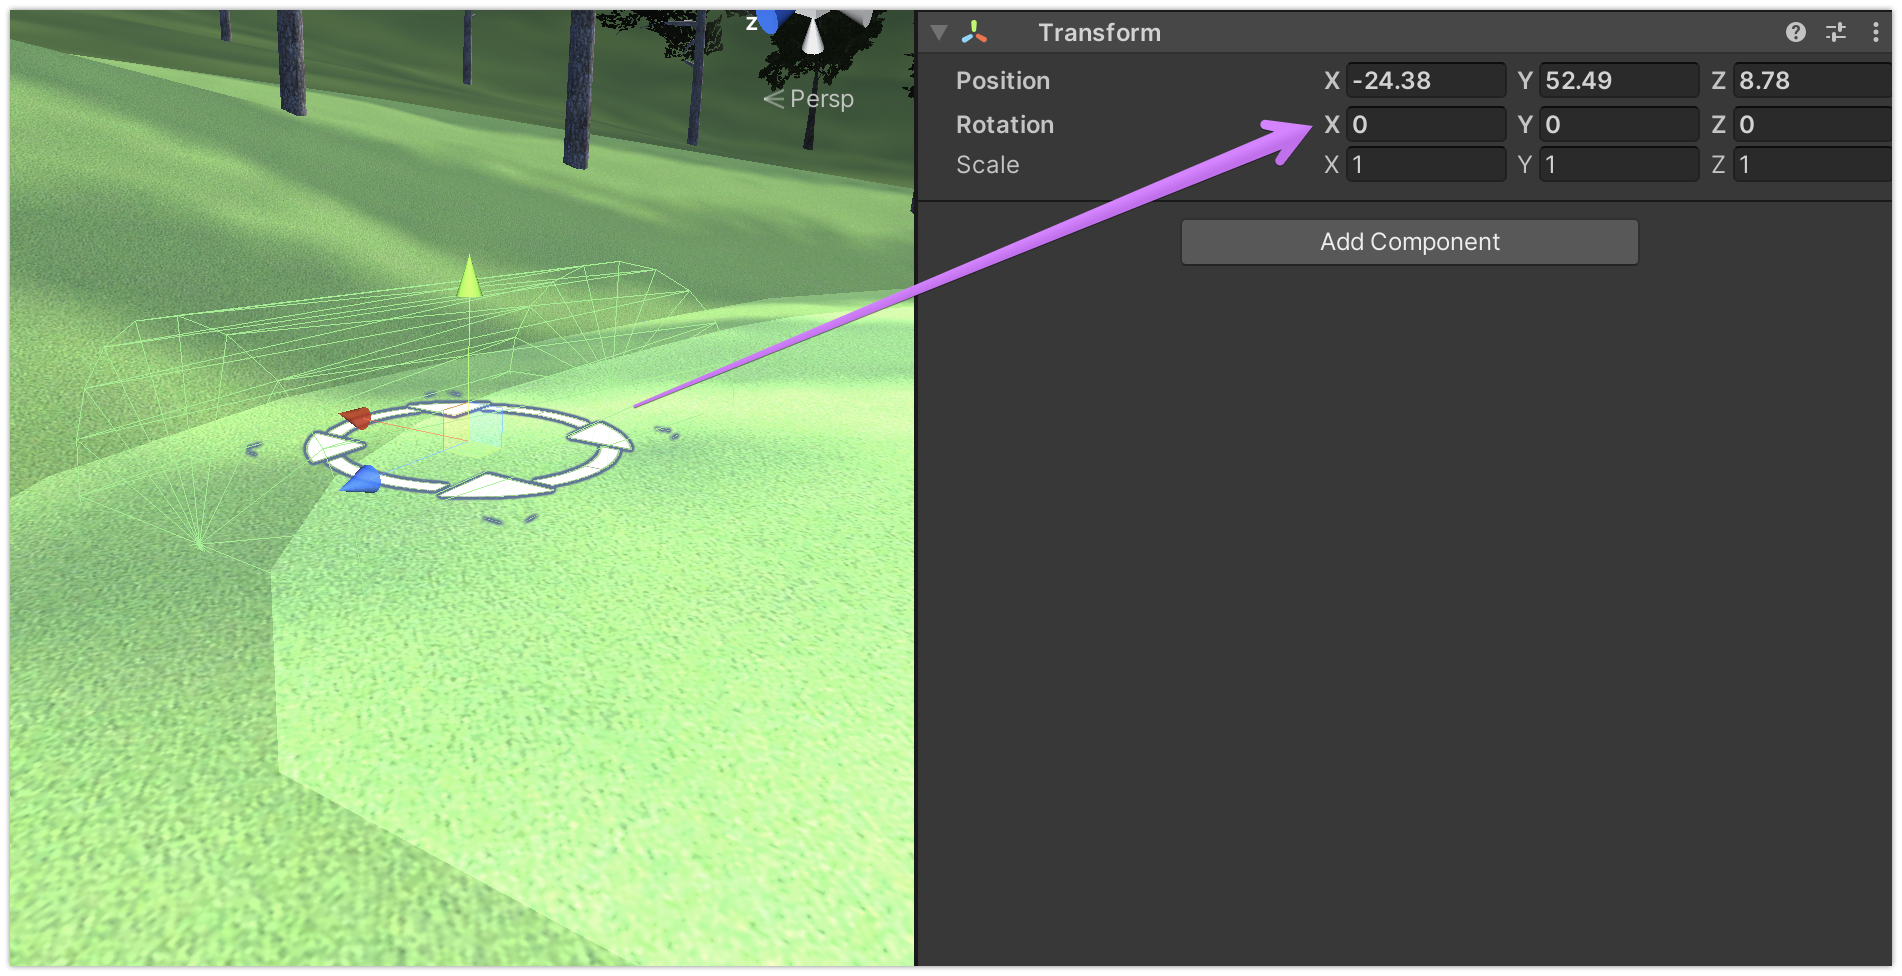 z
Persp
Transform
Position X -24.38 Y 52.49 Z 8.78
Rotation X 0 Y 0 Z 0
Scale X 1 Y 1 Z 1
Add Component